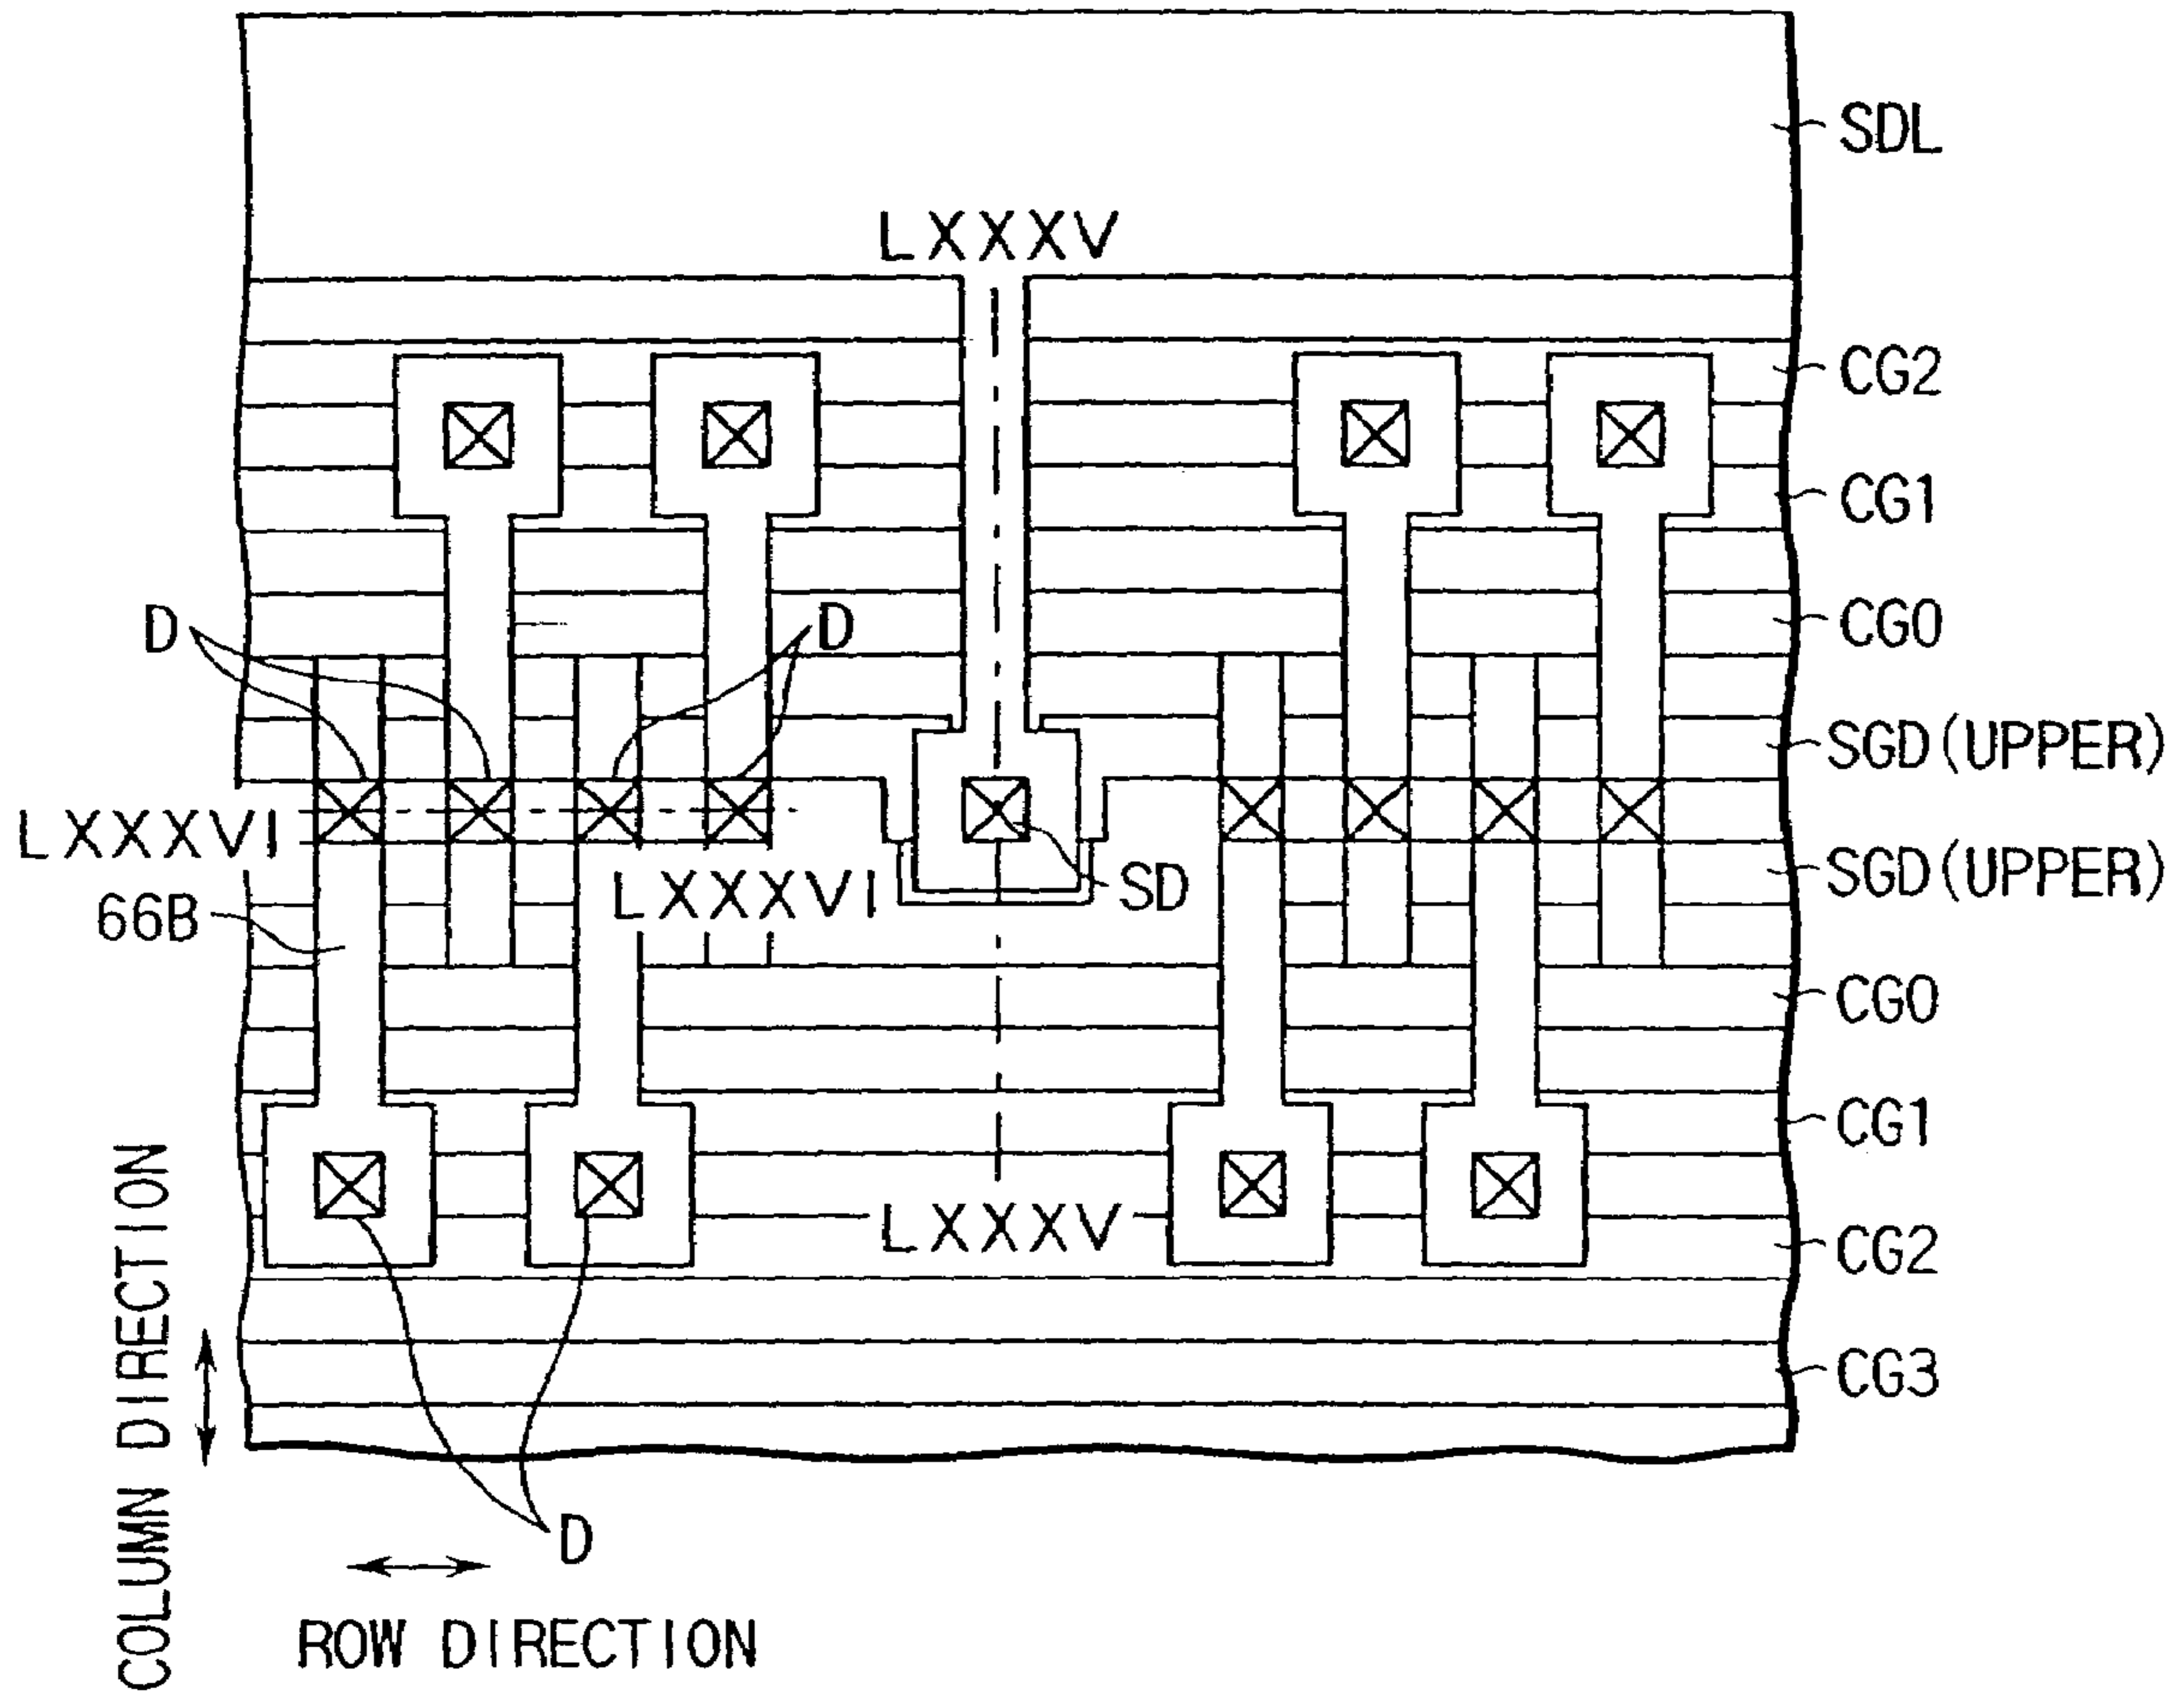 SDL
LXXXV
CG2
CG1
D
D
CG0
SGD(UPPER)
LXXXVI
SGD(UPPER)
LXXXVI
SD
66B
CG0
CG1
LXXXV
CG2
CG3
COLUMN DIRECTION
D
ROW DIRECTION